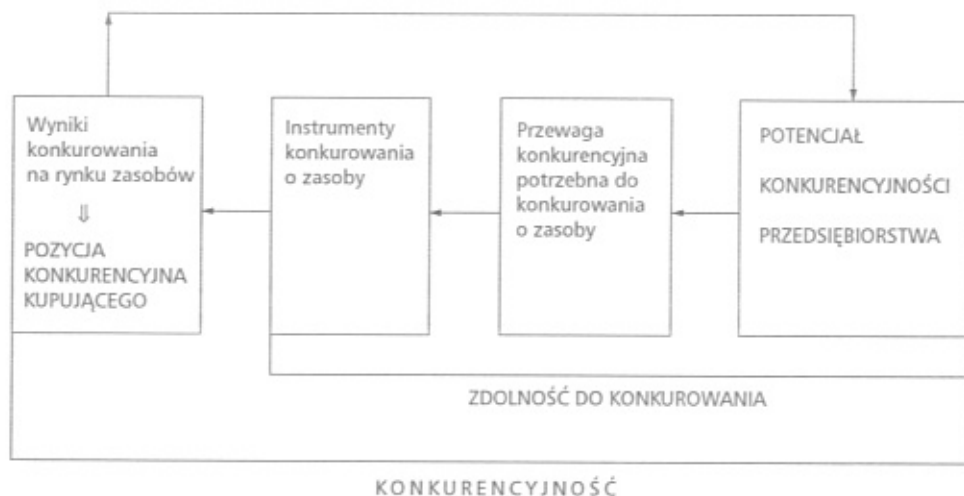 Wyniki
konkurowania
na rynku zasobów
⇓
POZYCJA
KONKURENCYJNA
KUPUJĄCEGO
Instrumenty
konkurowania
o zasoby
Przewaga
konkurencyjna
potrzebna do
konkurowania
o zasoby
POTENCJAŁ
KONKURENCYJNOŚCI
PRZEDSIĘBIORSTWA
ZDOLNOŚĆ DO KONKUROWANIA
KONKURENCYJNOŚĆ